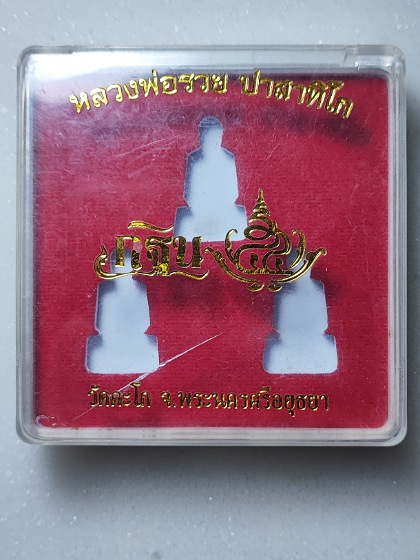 หลวงพ่อรวย ปาสาทิโก
กฐิน ๕๕
วัดตะโก จ.พระนครศรีอยุธยา